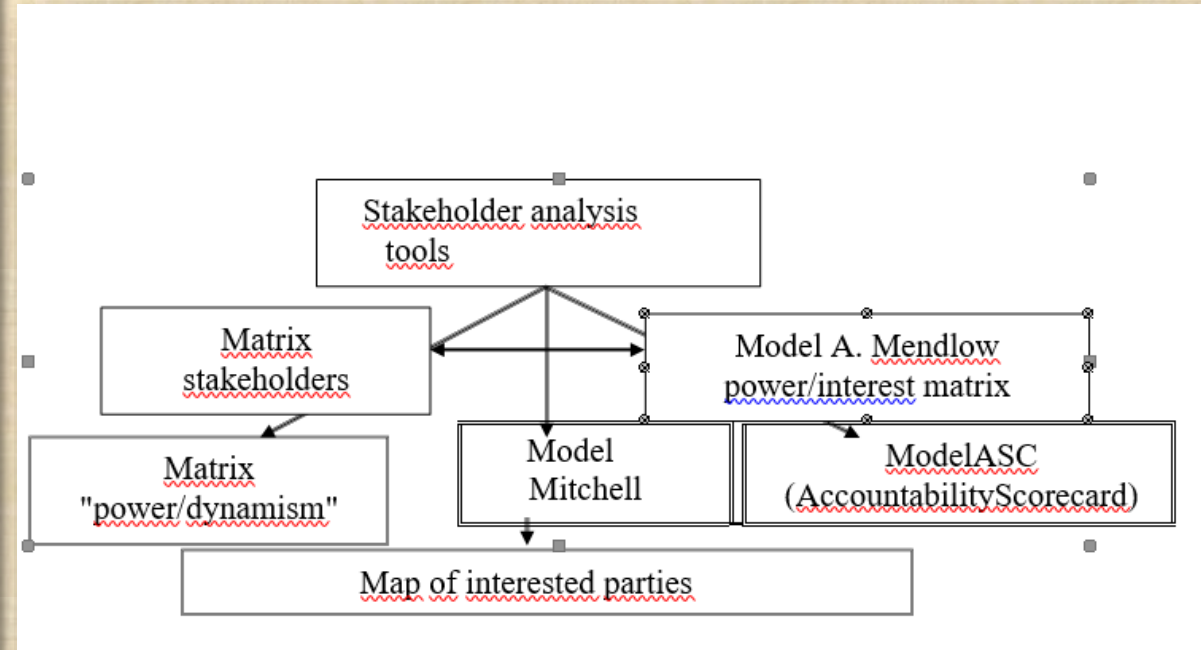 Stakeholder analysis
tools
Matrix
stakeholders
Model A. Mendlow
power/interest matrix
Matrix
"power/dynamism"
Model
Mitchell
ModelASC
(AccountabilityScorecard)
Map of interested parties